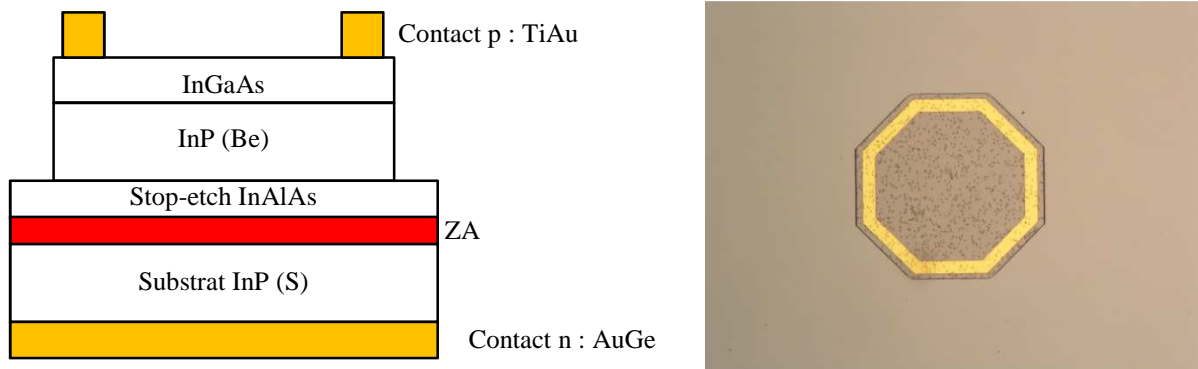 Contact p : TiAu
InGaAs
InP (Be)
Stop-etch InAlAs
ZA
Substrat InP (S)
Contact n : AuGe